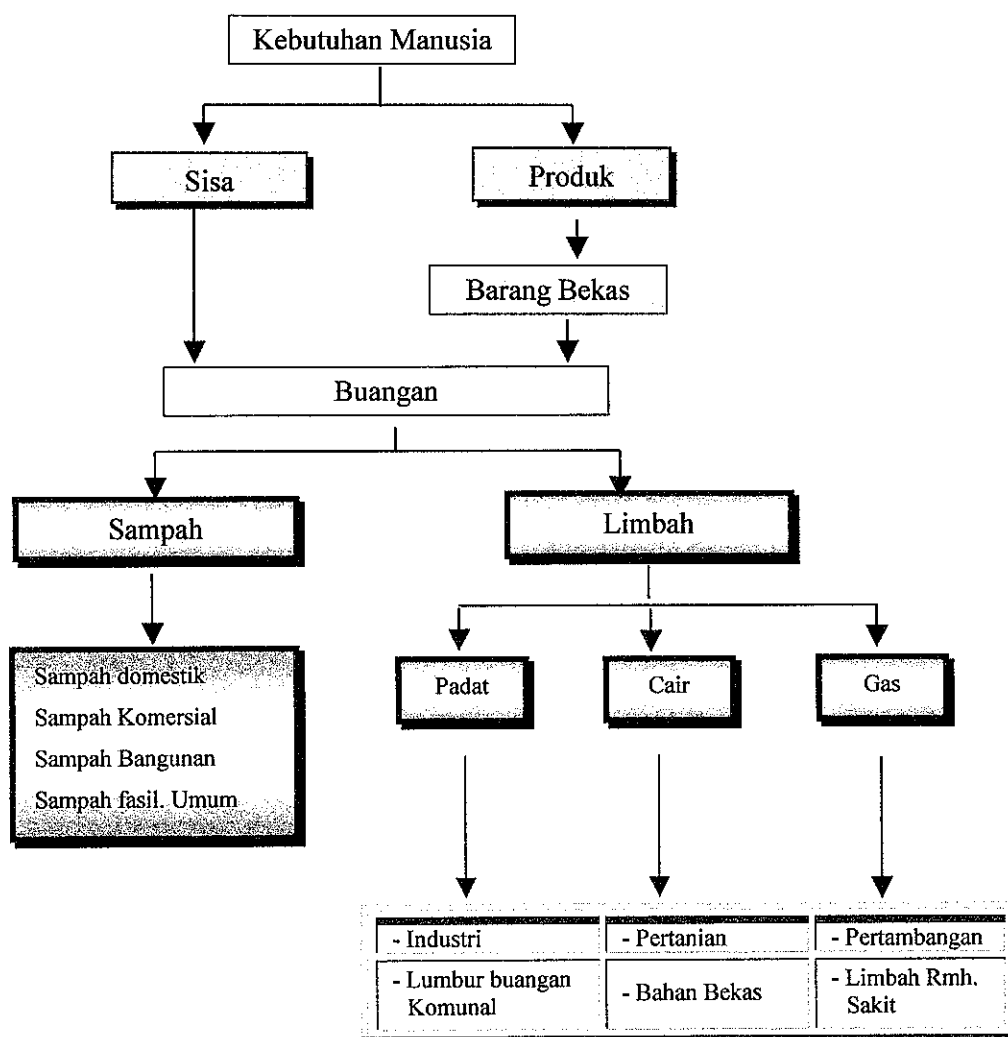 Kebutuhan Manusia
Sisa
Produk
Barang Bekas
Buangan
Sampah
Limbah
Sampah domestik
Sampah Komersial
Sampah Bangunan
Sampah fasil. Umum
Padat
Cair
Gas
- Industri
- Pertanian
- Pertambangan
- Lumbur buangan
Komunal
- Bahan Bekas
- Limbah Rmh.
Sakit